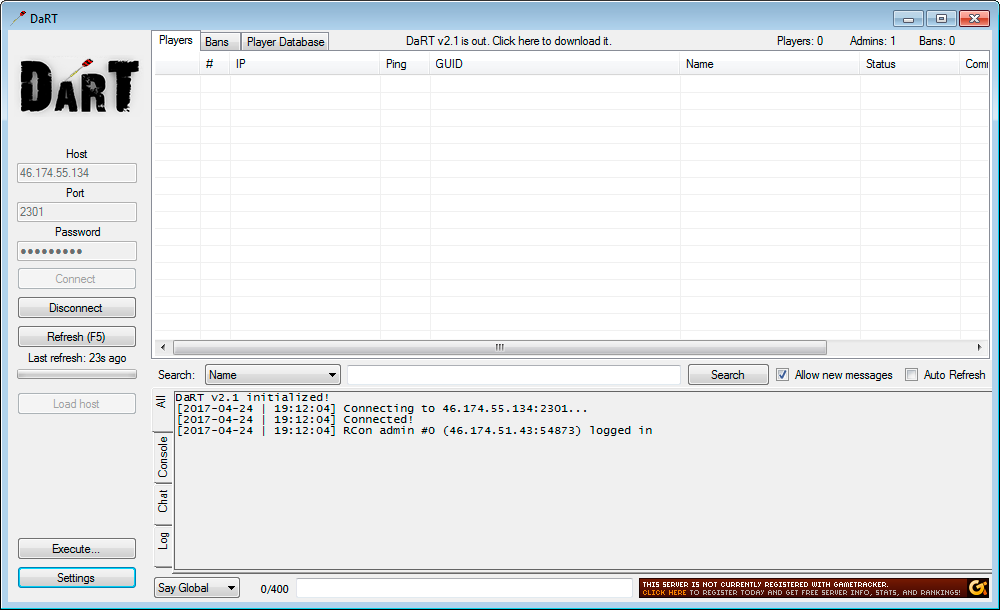 DaRT
DART
Host
46.174.55.134
Port
2301
Password
Connect
Disconnect
Refresh (F5)
Last refresh: 23s ago
Load host
Execute...
Settings
Players Bans Player Database DaRT v2.1 is out. Click here to download it. Players: 0 Admins: 1 Bans: 0
# IP Ping GUID Name Status Com
Search: Name Search Allow new messages Auto Refresh
All
Console
Chat
Log
DaRT v2.1 initialized!
[2017-04-24 | 19:12:04] Connecting to 46.174.55.134:2301...
[2017-04-24 | 19:12:04] Connected!
[2017-04-24 | 19:12:04] RCon admin #0 (46.174.51.43:54873) logged in
Say Global 0/400
THIS SERVER IS NOT CURRENTLY REGISTERED WITH GAMETRACKER.
CLICK HERE TO REGISTER TODAY AND GET FREE SERVER INFO, STATS, AND RANKINGS!